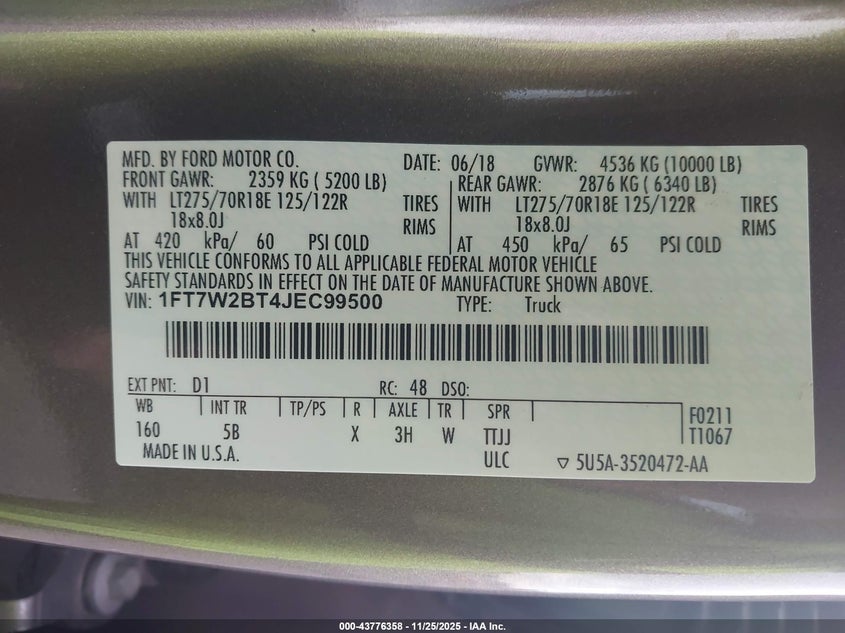 MFD. BY FORD MOTOR CO. DATE: 06/18 GVWR: 4536 KG (10000 LB)
FRONT GAWR: 2359 KG ( 5200 LB) REAR GAWR: 2876 KG ( 6340 LB)
WITH LT275/70R18E 125/122R TIRES WITH LT275/70R18E 125/122R TIRES
18x8.0J RIMS 18x8.0J RIMS
AT 420 kPa/ 60 PSI COLD AT 450 kPa/ 65 PSI COLD
THIS VEHICLE CONFORMS TO ALL APPLICABLE FEDERAL MOTOR VEHICLE
SAFETY STANDARDS IN EFFECT ON THE DATE OF MANUFACTURE SHOWN ABOVE.
VIN: 1FT7W2BT4JEC99500 TYPE: Truck
EXT PNT: D1 RC: 48 DSO:
WB INT TR TP/PS R AXLE TR SPR F0211
160 5B X 3H W TTJJ T1067
MADE IN U.S.A. ULC ▽ 5U5A-3520472-AA
000-43776358 - 11/25/2025 - IAA Inc.